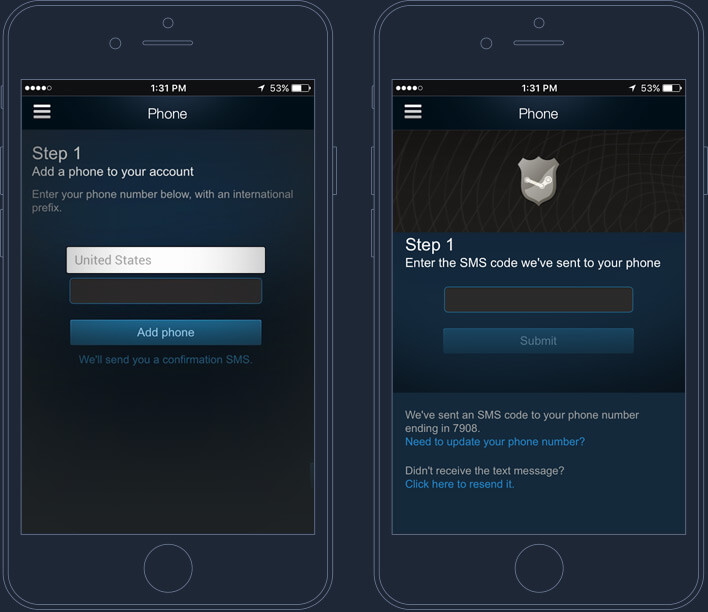 1:31 PM
53%
Phone
Step 1
Add a phone to your account
Enter your phone number below, with an international
prefix.
United States
Add phone
We'll send you a confirmation SMS.
1:31 PM
53%
Phone
Step 1
Enter the SMS code we've sent to your phone
Submit
We've sent an SMS code to your phone number
ending in 7908.
Need to update your phone number?
Didn't receive the text message?
Click here to resend it.